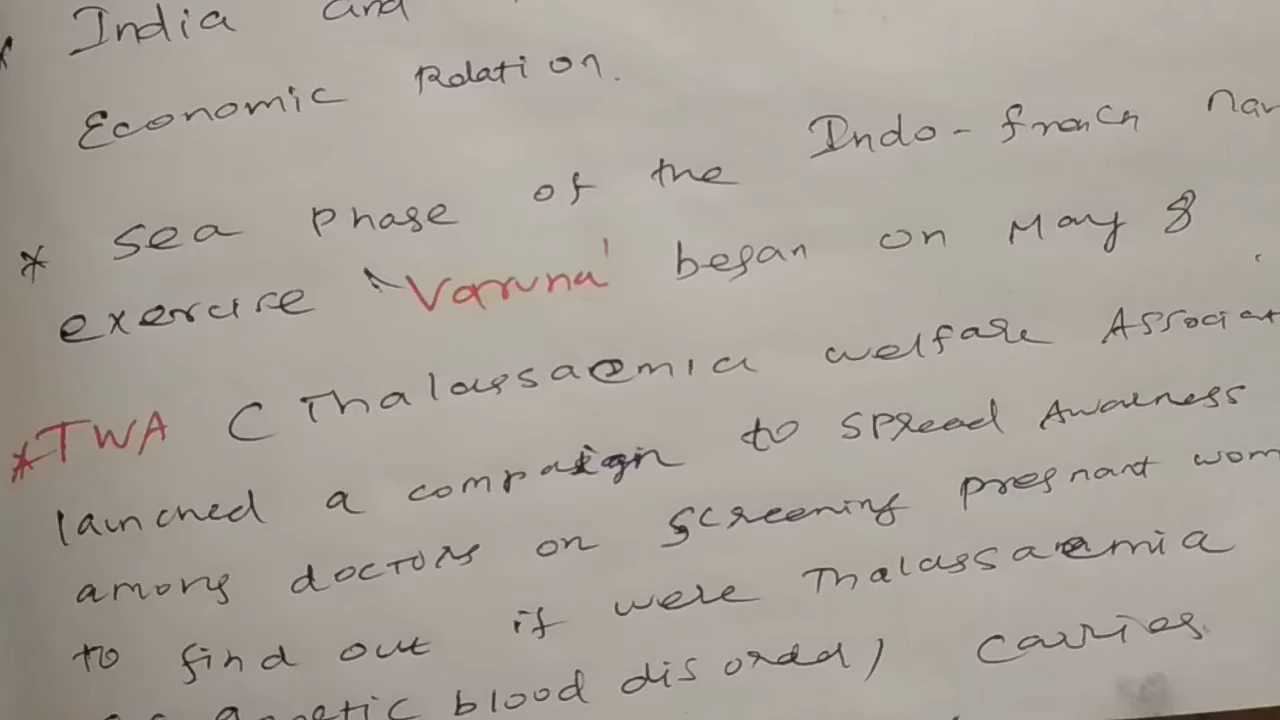 * India and
Economic Relation.
* Sea Phase of the Indo-french
exercise 'Varuna' began on May 8
*TWA ( Thalassaemia welfare Associat
launched a campaign to spread Awareness
among doctors on screening pregnant wom
to find out if were Thalassaemia
blood disorder) carries